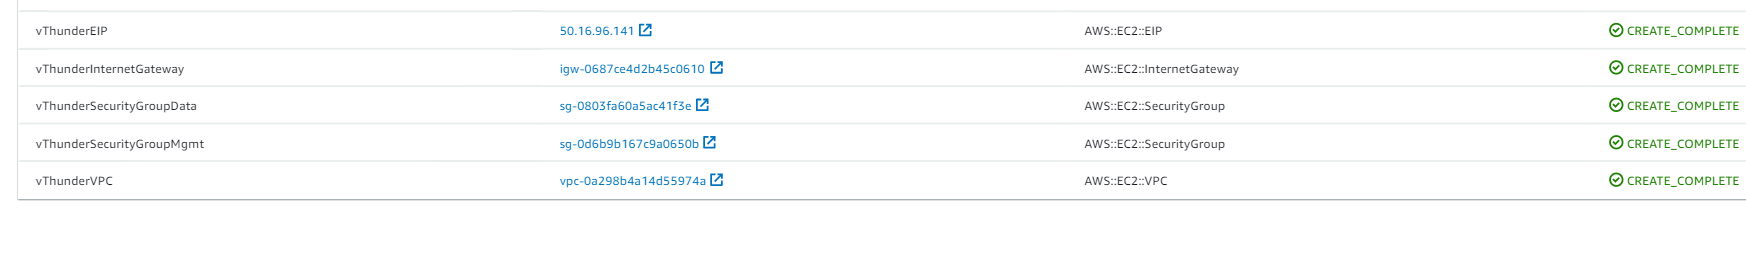 vThunderEIP 50.16.96.141 AWS::EC2::EIP CREATE_COMPLETE
vThunderInternetGateway igw-0687ce4d2b45c0610 AWS::EC2::InternetGateway CREATE_COMPLETE
vThunderSecurityGroupData sg-0803fa60a5ac41f3e AWS::EC2::SecurityGroup CREATE_COMPLETE
vThunderSecurityGroupMgmt sg-0d6b9b167c9a0650b AWS::EC2::SecurityGroup CREATE_COMPLETE
vThunderVPC vpc-0a298b4a14d55974a AWS::EC2::VPC CREATE_COMPLETE